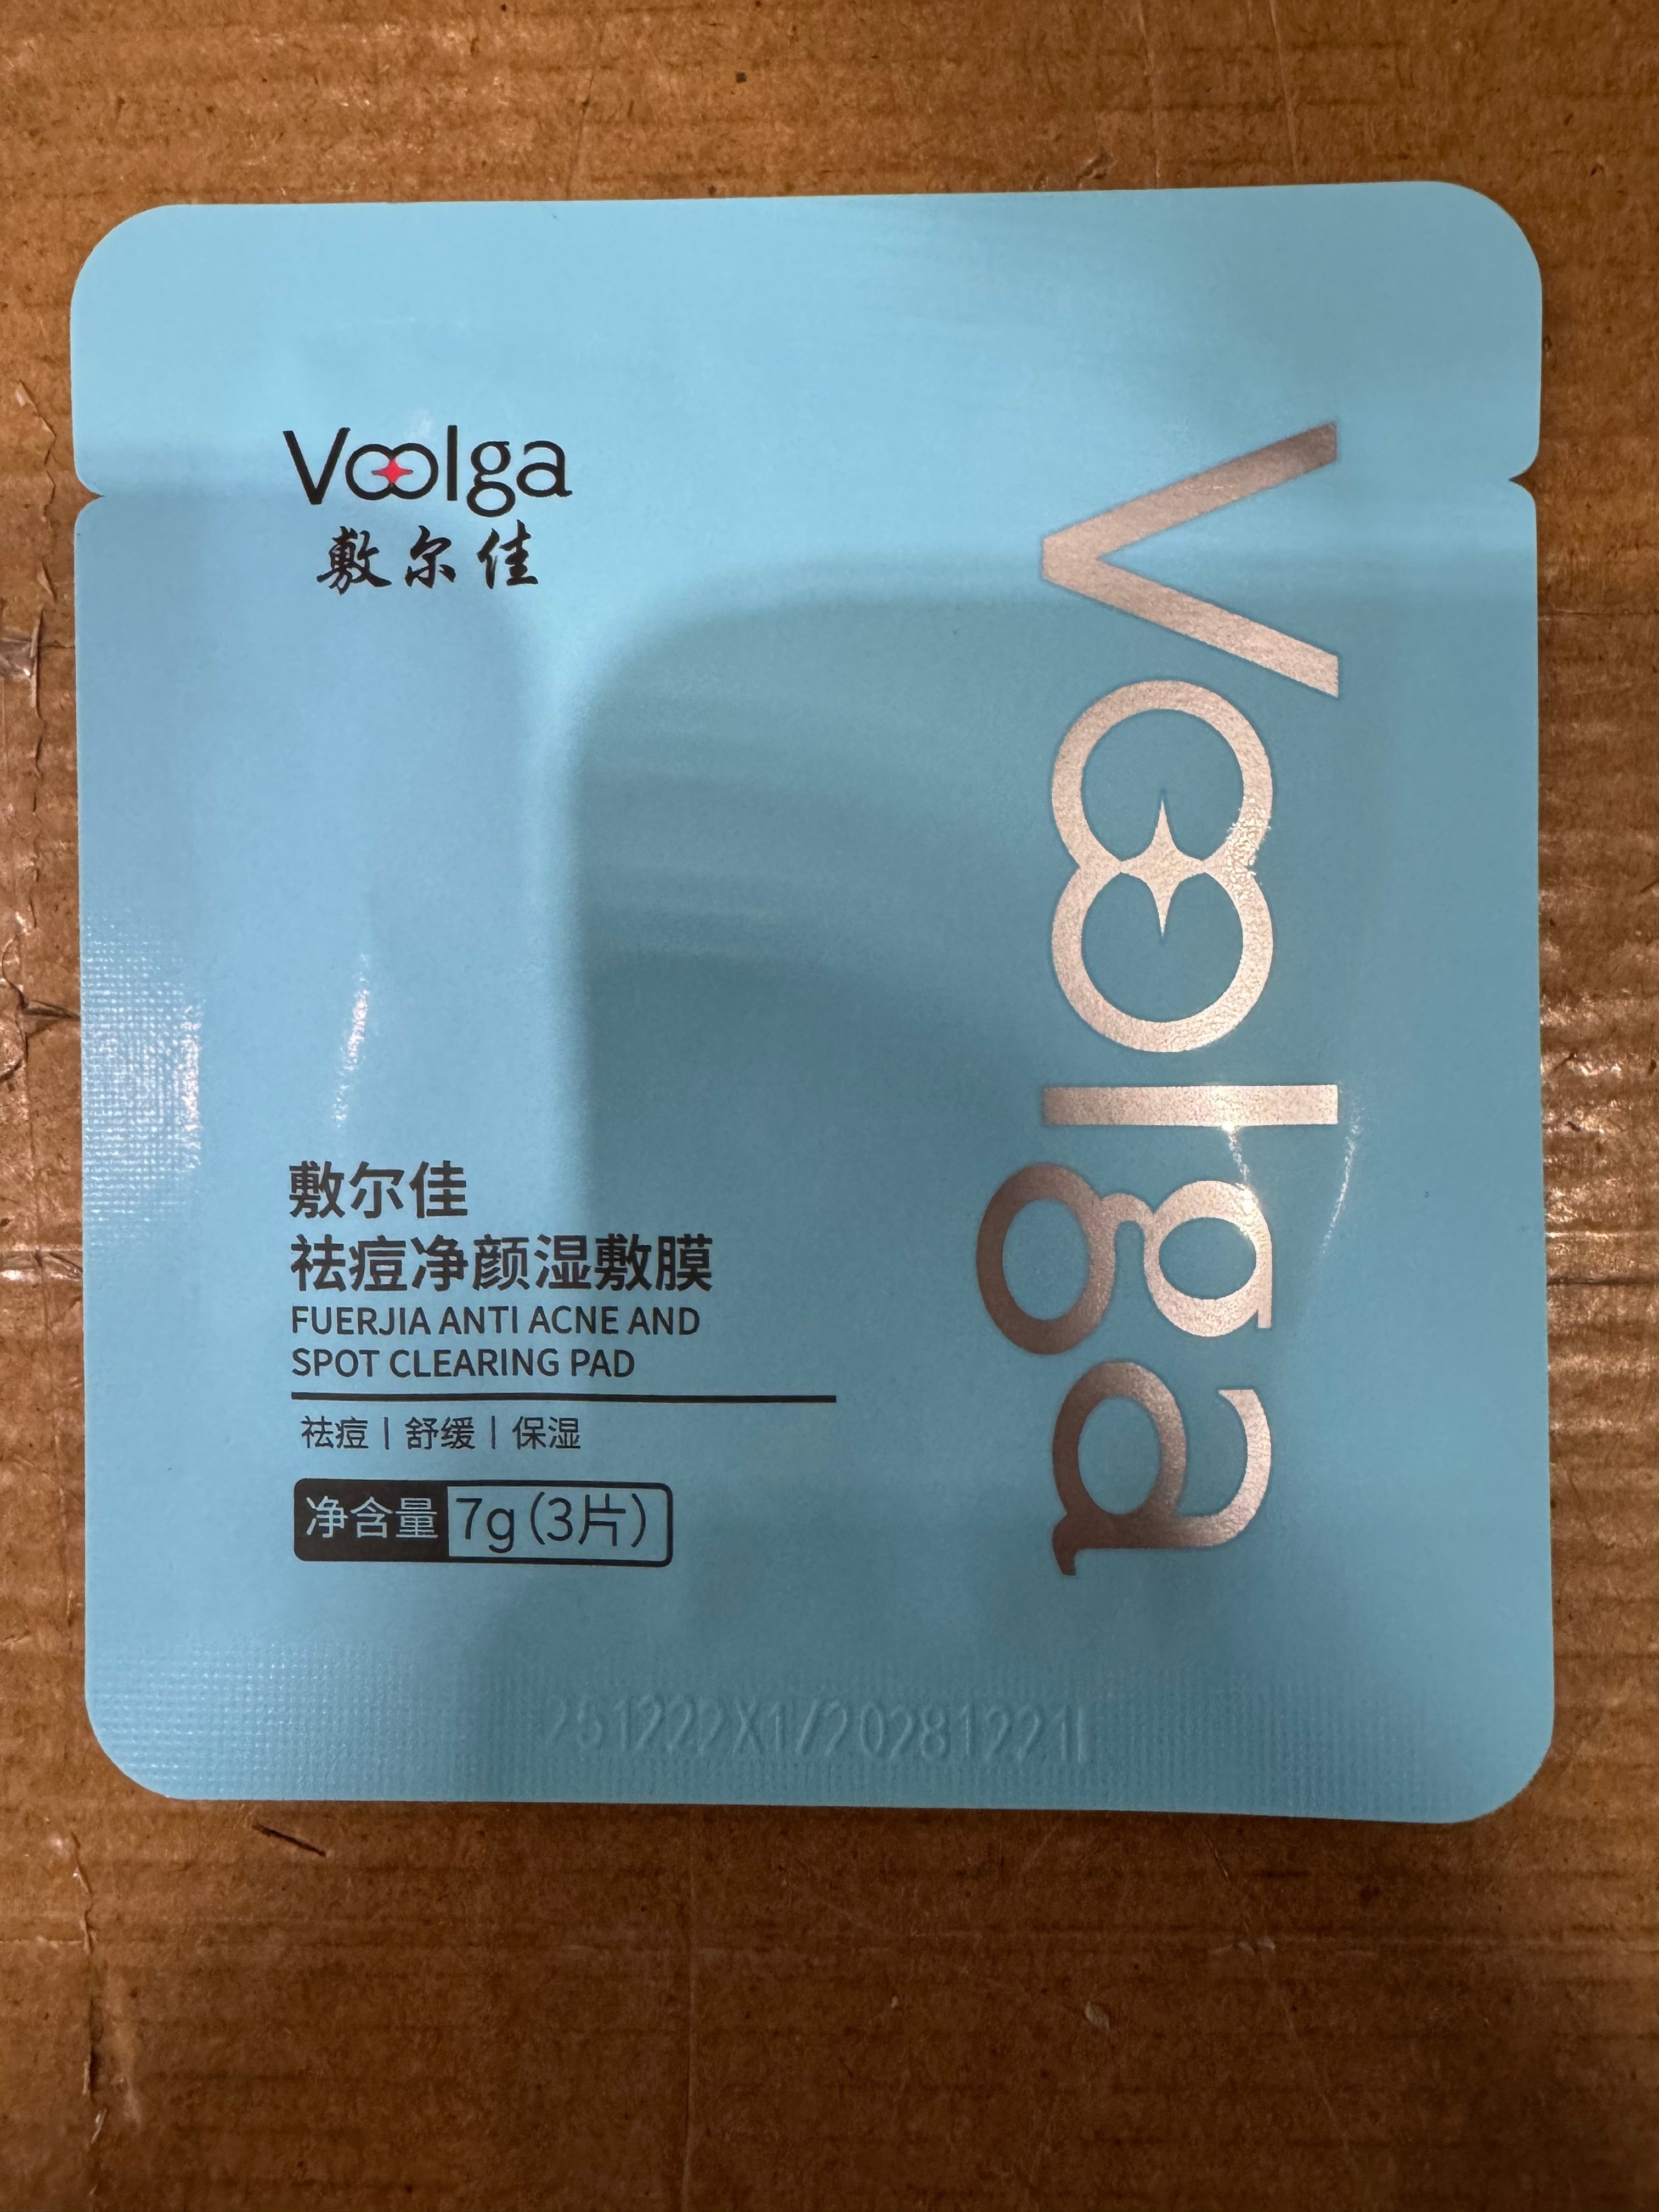 Voolga
敷尔佳
Voolga
敷尔佳
祛痘净颜湿敷膜
FUERJIA ANTI ACNE AND
SPOT CLEARING PAD
祛痘 | 舒缓 | 保湿
净含量 7g(3片)
251222X1/20281221